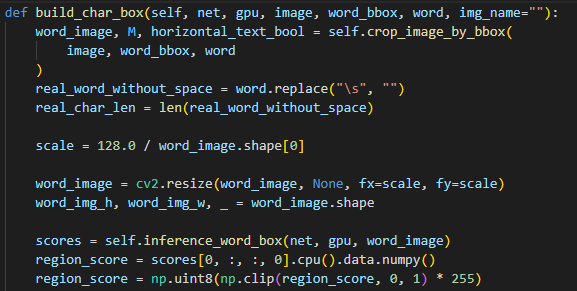 def build_char_box(self, net, gpu, image, word_bbox, word, img_name=""):
    word_image, M, horizontal_text_bool = self.crop_image_by_bbox(
        image, word_bbox, word
    )
    real_word_without_space = word.replace("\s", "")
    real_char_len = len(real_word_without_space)

    scale = 128.0 / word_image.shape[0]

    word_image = cv2.resize(word_image, None, fx=scale, fy=scale)
    word_img_h, word_img_w, _ = word_image.shape

    scores = self.inference_word_box(net, gpu, word_image)
    region_score = scores[0, :, :, 0].cpu().data.numpy()
    region_score = np.uint8(np.clip(region_score, 0, 1) * 255)